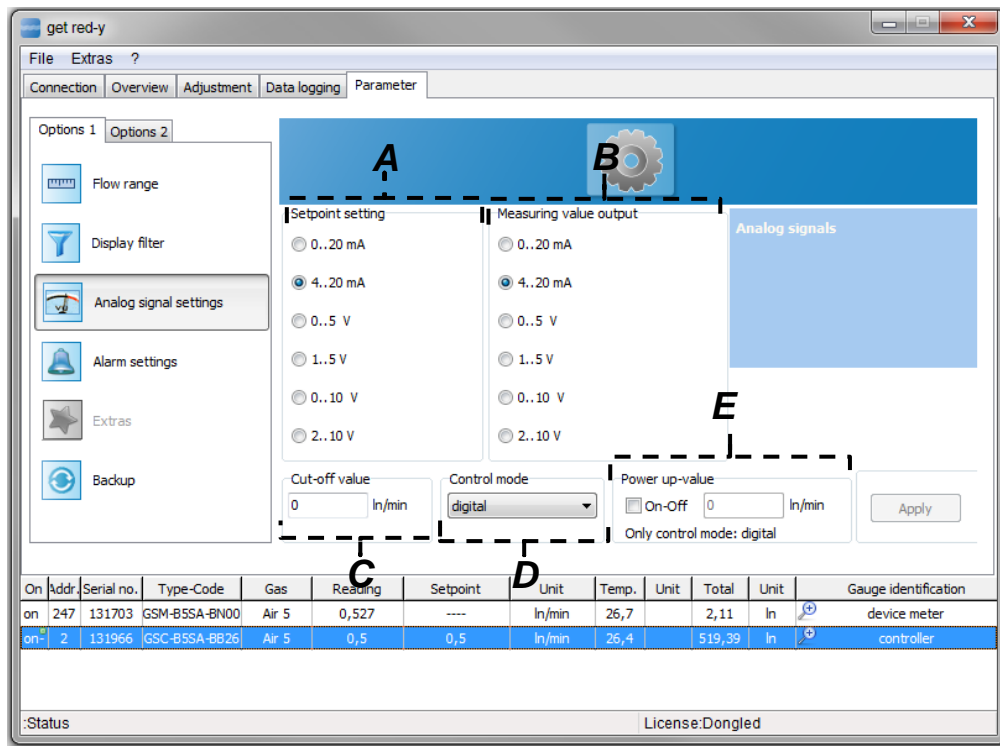 get red-y
File Extras ?
Connection Overview Adjustment Data logging Parameter
Options 1 Options 2
Flow range
Display filter
Analog signal settings
Alarm settings
Extras
Backup
A
B
Setpoint setting
Measuring value output
Analog signals
0..20 mA
0..20 mA
4..20 mA
4..20 mA
0..5 V
0..5 V
1..5 V
1..5 V
0..10 V
0..10 V
2..10 V
2..10 V
E
Cut-off value
Control mode
Power up-value
0 ln/min
digital
On-Off 0 ln/min
Only control mode: digital
Apply
C
D
On Addr. Serial no. Type-Code Gas Reading Setpoint Unit Temp. Unit Total Unit Gauge identification
on 247 131703 GSM-B5SA-BN00 Air 5 0,527 ---- ln/min 26,7 2,11 ln device meter
on- 2 131966 GSC-B5SA-BB26 Air 5 0,5 0,5 ln/min 26,4 519,39 ln controller
:Status
License:Dongled